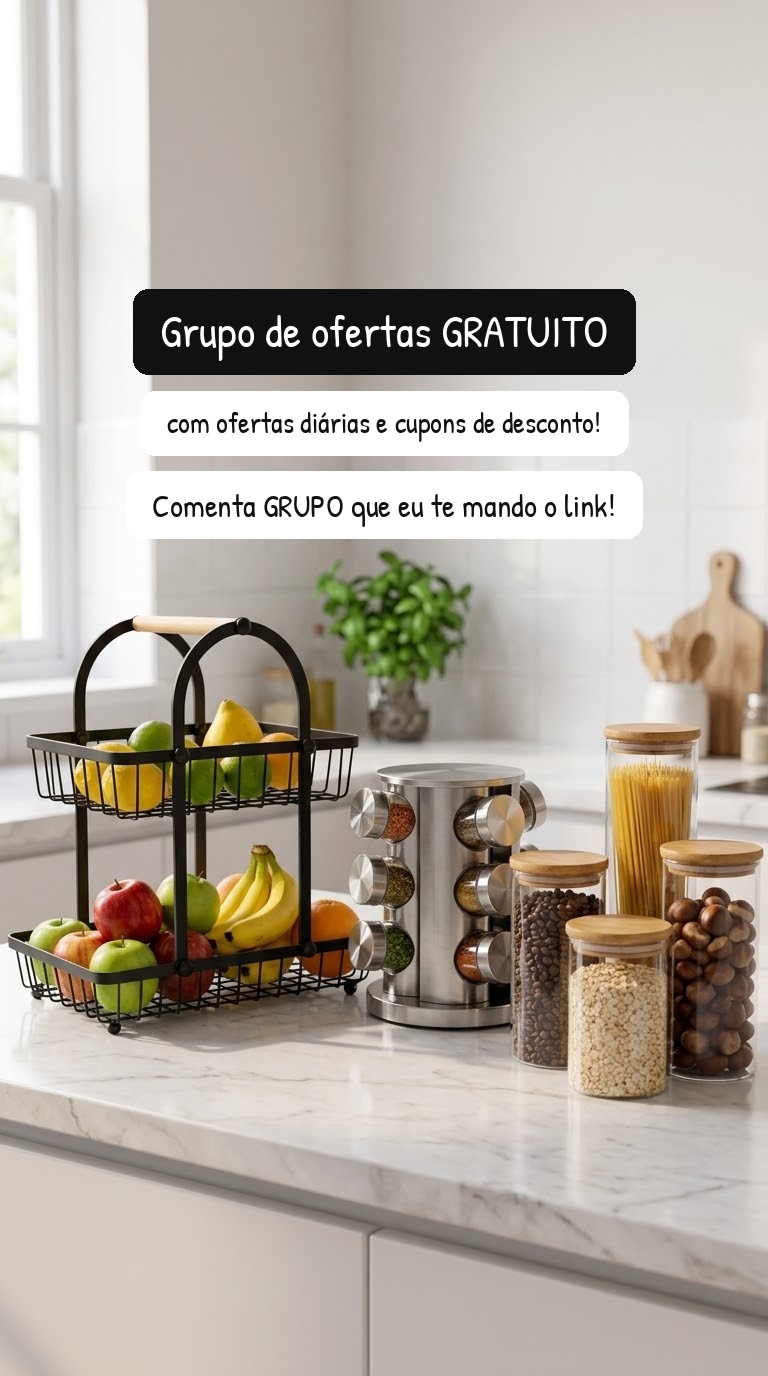 Grupo de ofertas GRATUITO
com ofertas diárias e cupons de desconto!
Comenta GRUPO que eu te mando o link!